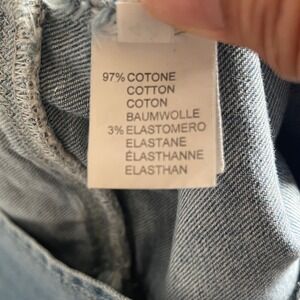 97% COTONE
COTTON
COTON
BAUMWOLLE
3% ELASTOMERO
ELASTANE
ÉLASTHANNE
ELASTHAN